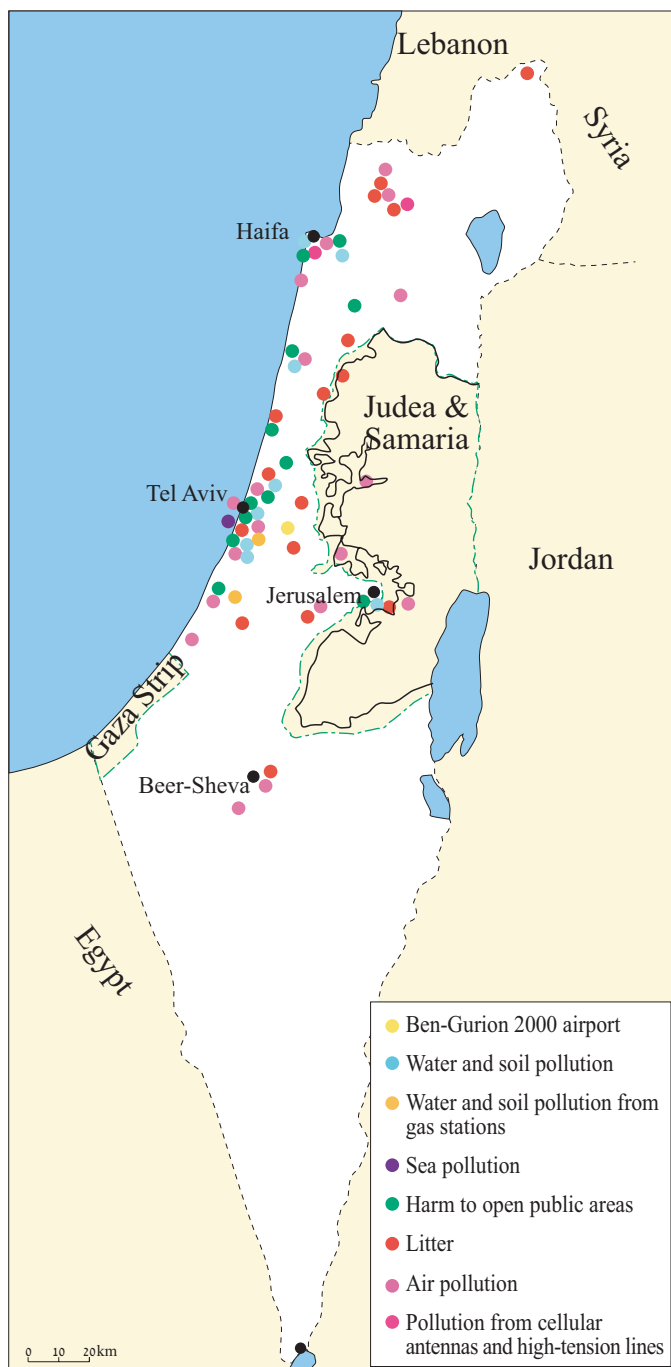 Lebanon
Syria
Haifa
Judea &
Samaria
Tel Aviv
Jordan
Jerusalem
Gaza Strip
Beer-Sheva
Egypt
Ben-Gurion 2000 airport
Water and soil pollution
Water and soil pollution from
gas stations
Sea pollution
Harm to open public areas
Litter
Air pollution
Pollution from cellular
antennas and high-tension lines
0 10 20km